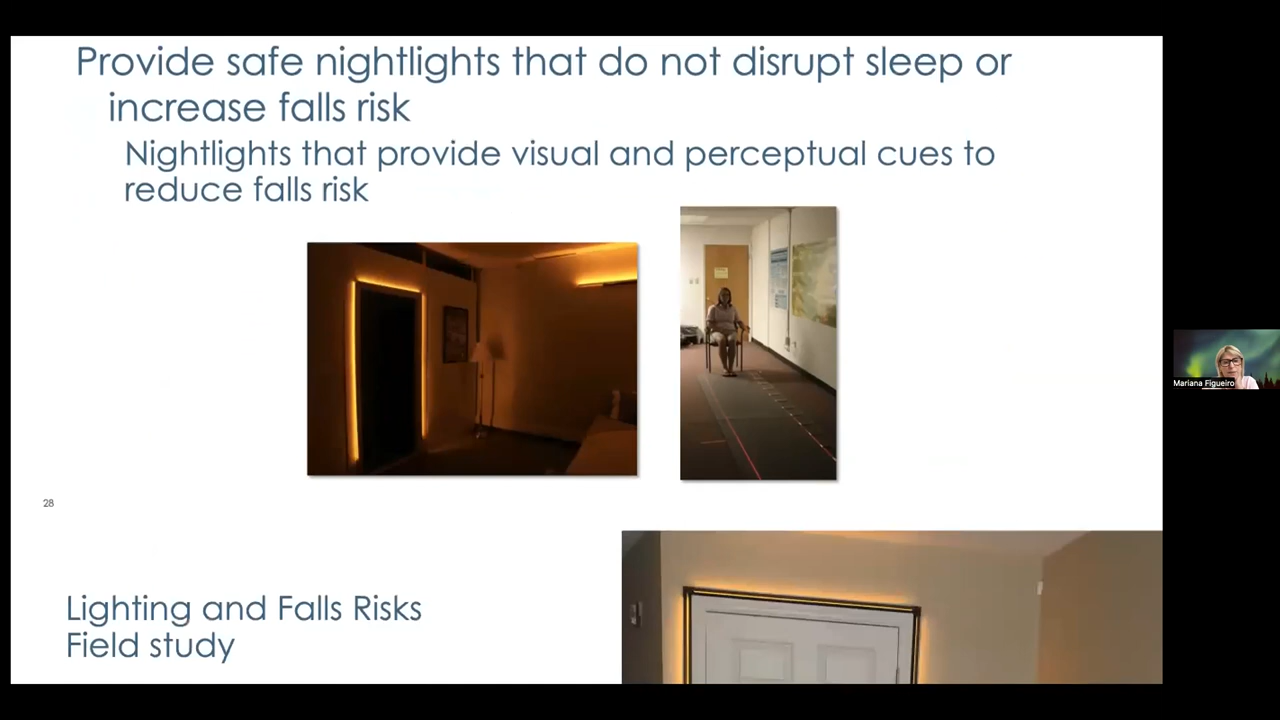 Provide safe nightlights that do not disrupt sleep or
increase falls risk
Nightlights that provide visual and perceptual cues to
reduce falls risk
Mariana Figueiro
28
Lighting and Falls Risks
Field study